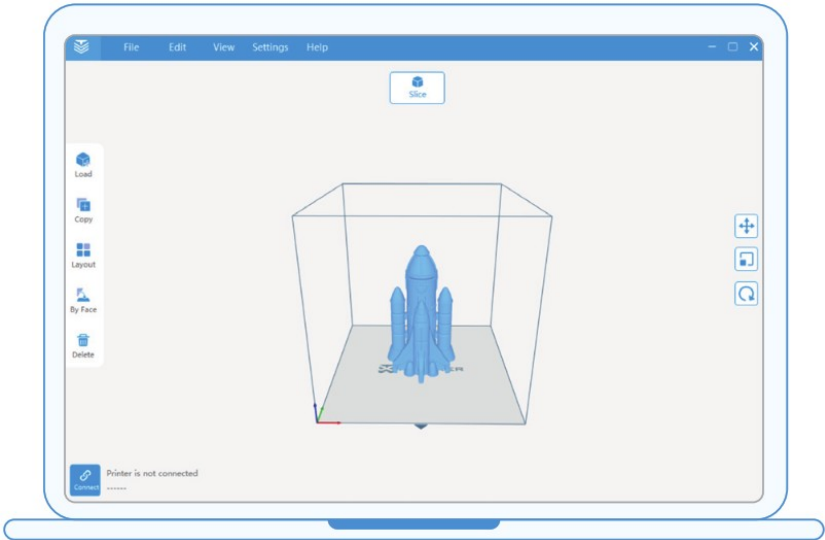 File Edit View Settings Help
Slice
Load
Copy
Layout
By Face
Delete
Printer is not connected
.......
Connect